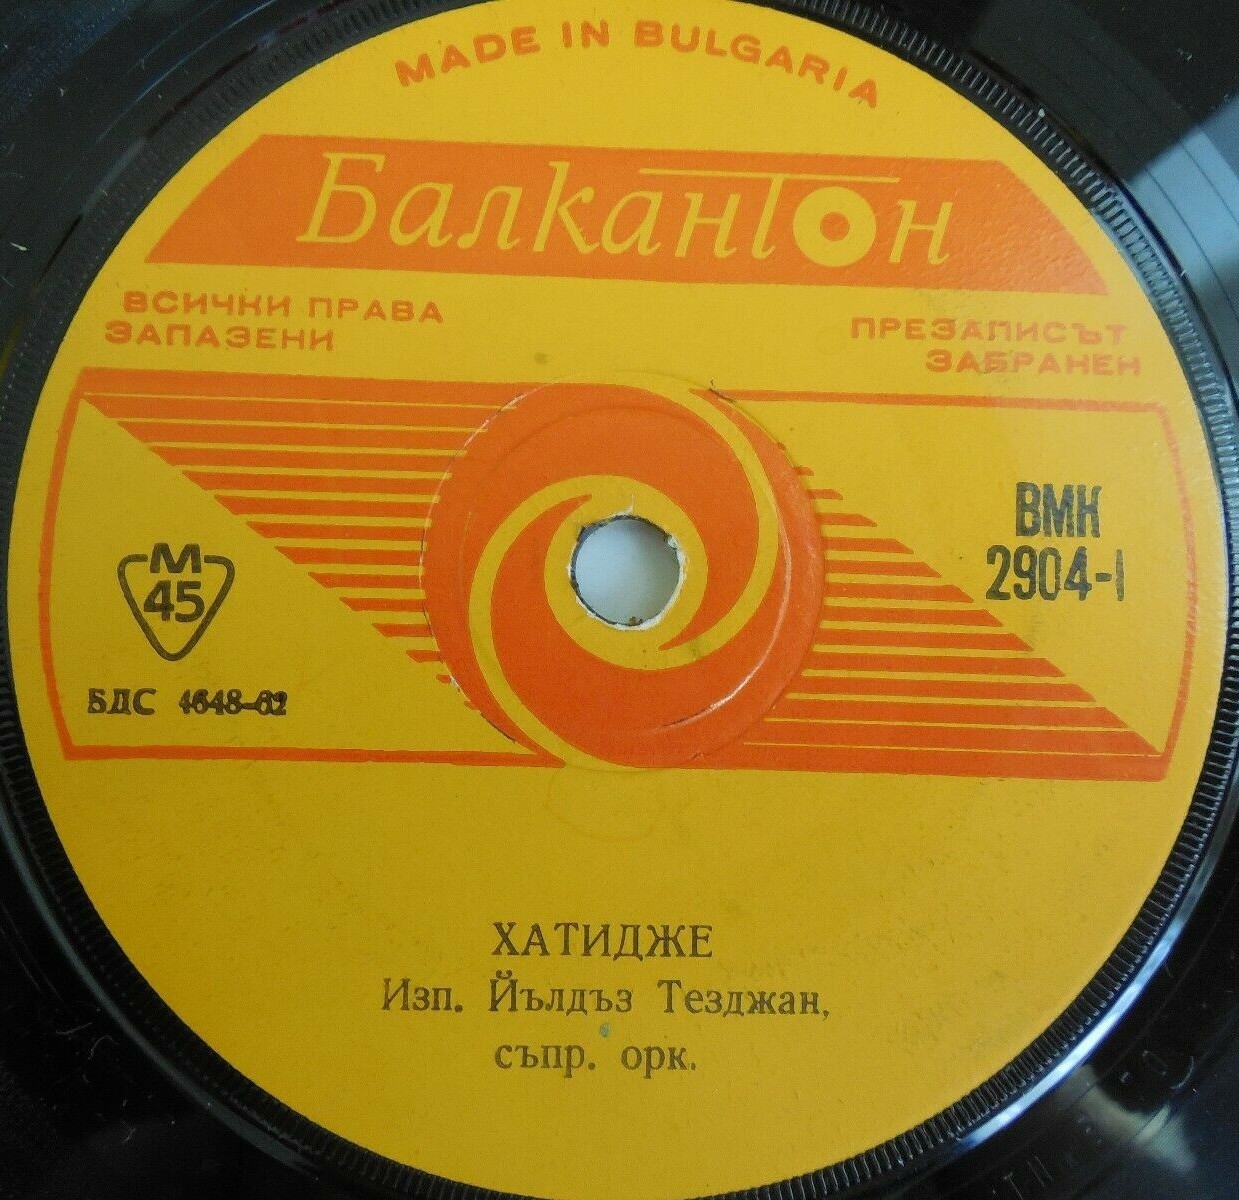 MADE IN BULGARIA
Балкантон
ВСИЧКИ ПРАВА
ЗАПАЗЕНИ
ПРЕЗАПИСЪТ
ЗАБРАНЕН
М
45
БДС 4648-62
ВМК
2904-I
ХАТИДЖЕ
Изп. Йълдъз Тезджан,
съпр. орк.